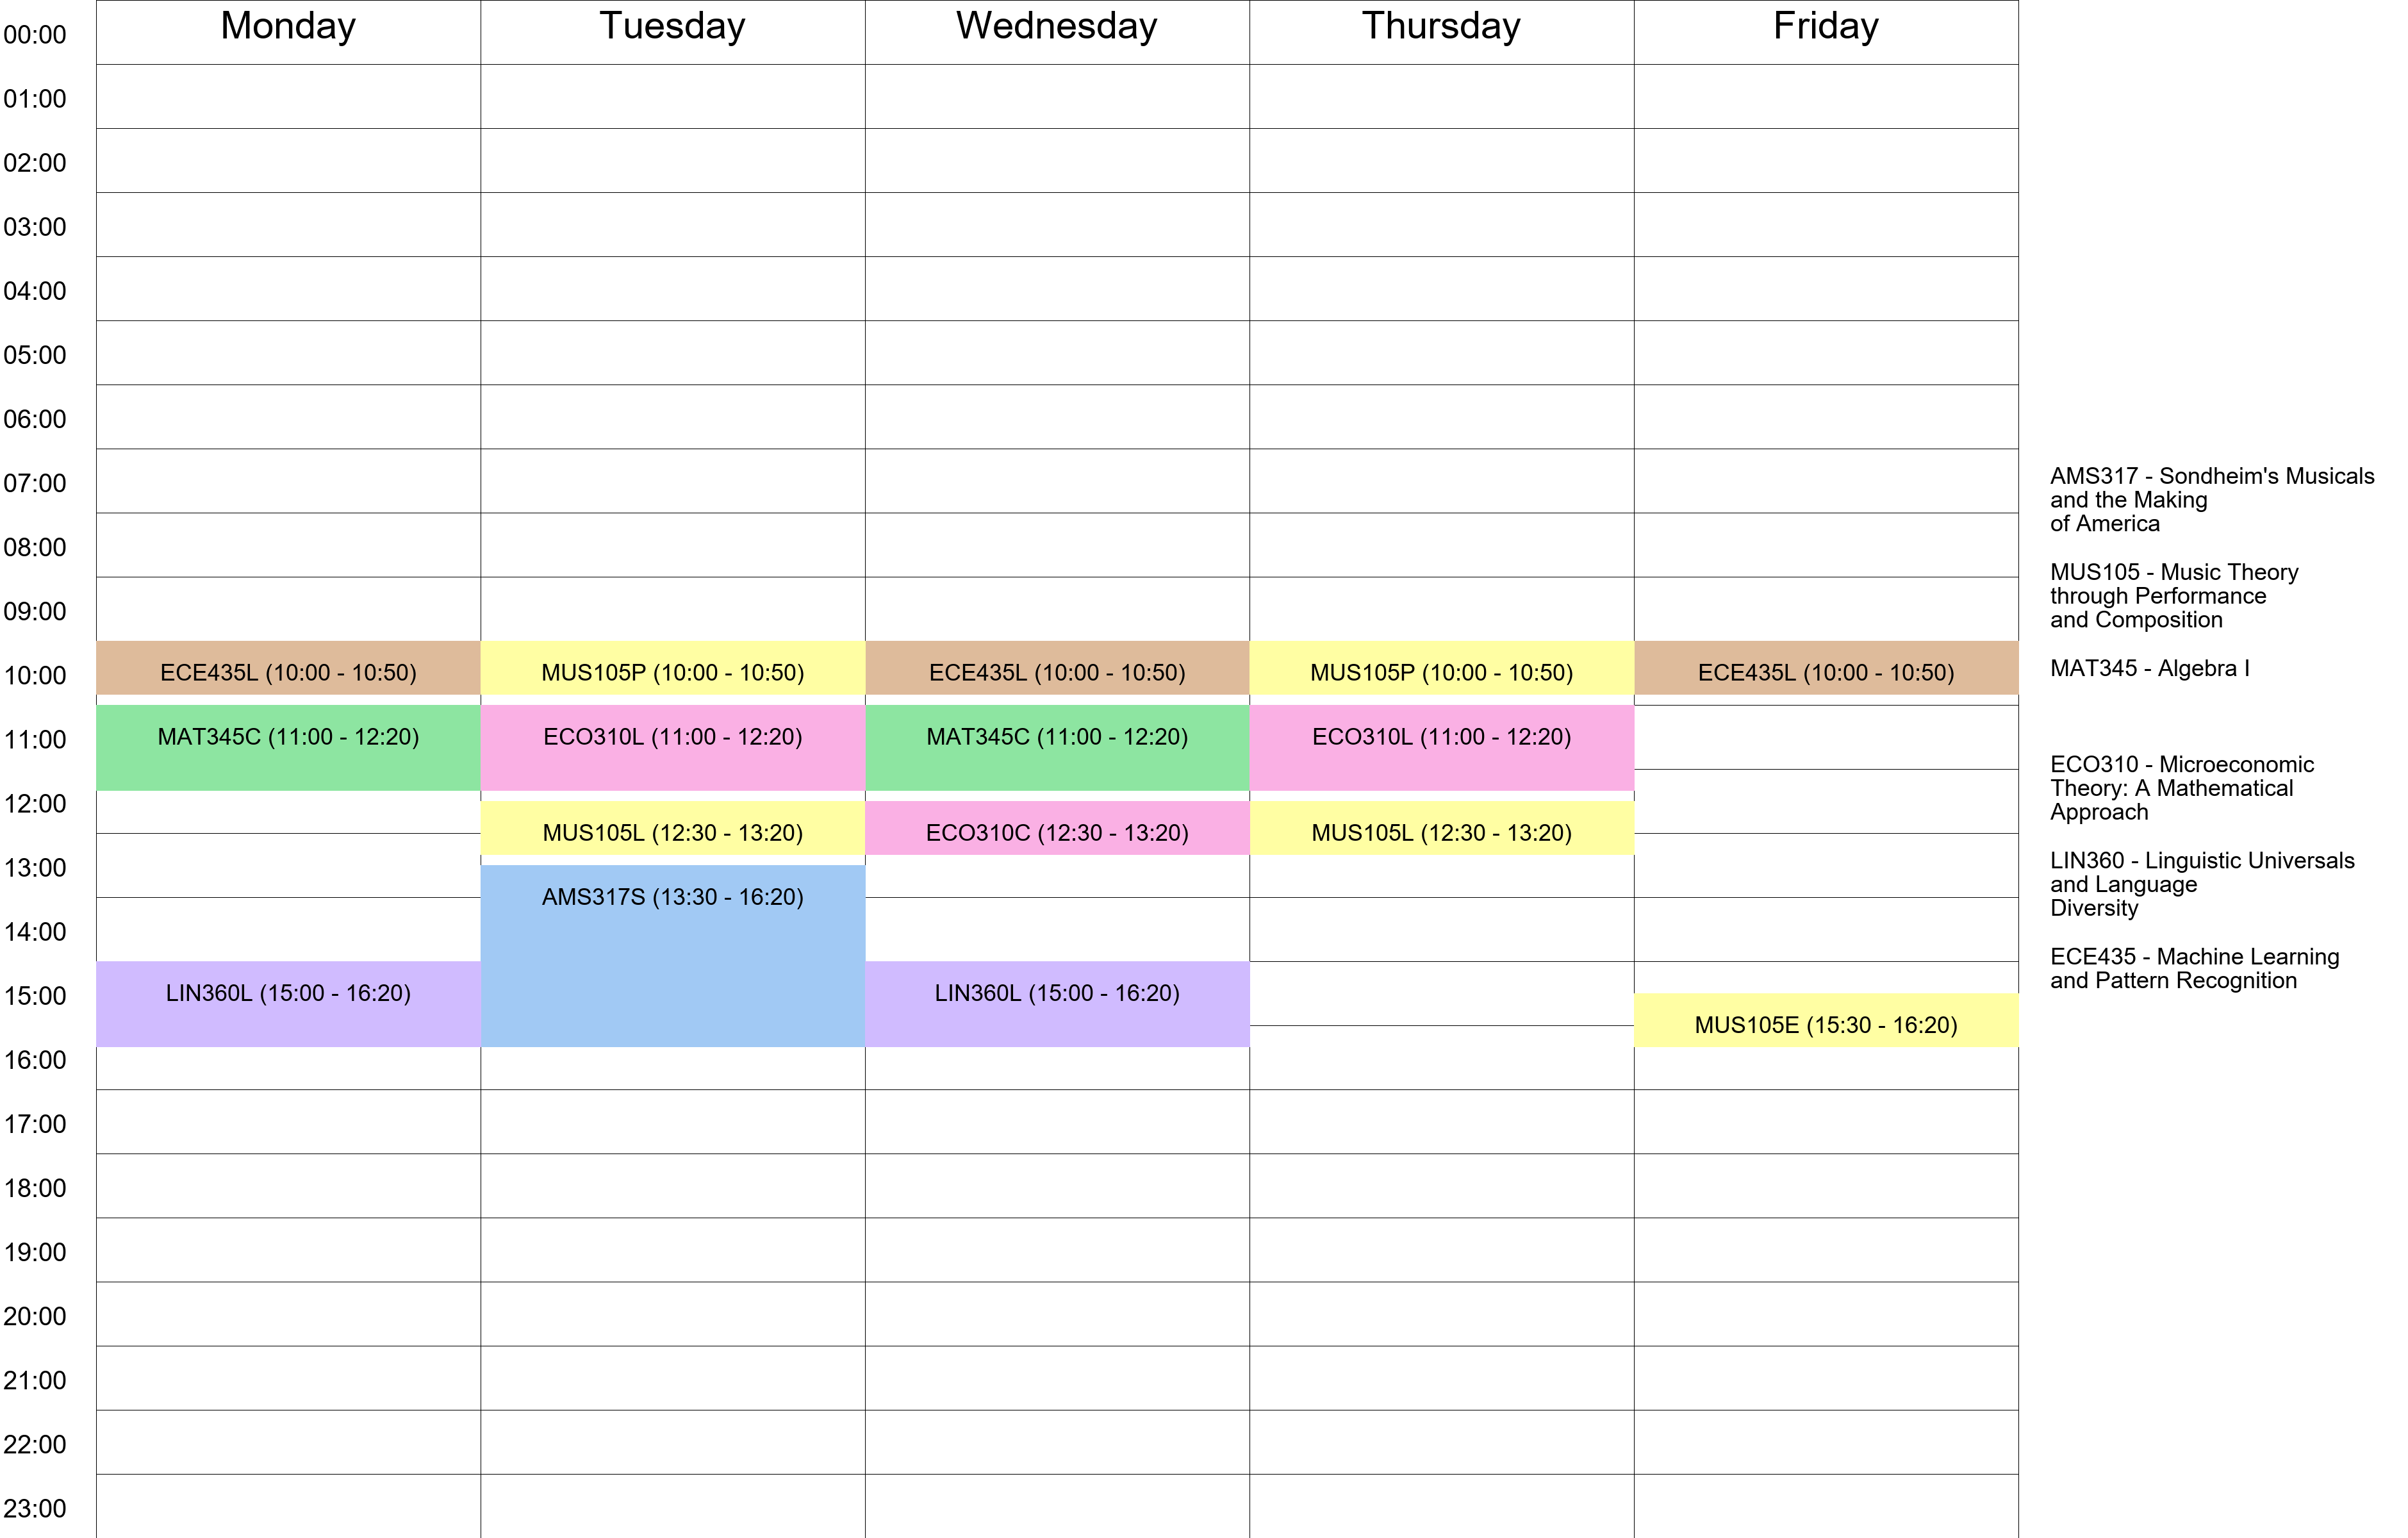 Monday Tuesday Wednesday Thursday Friday
00:00
01:00
02:00
03:00
04:00
05:00
06:00
07:00
08:00
09:00
10:00 ECE435L (10:00 - 10:50) MUS105P (10:00 - 10:50) ECE435L (10:00 - 10:50) MUS105P (10:00 - 10:50) ECE435L (10:00 - 10:50)
11:00 MAT345C (11:00 - 12:20) ECO310L (11:00 - 12:20) MAT345C (11:00 - 12:20) ECO310L (11:00 - 12:20)
12:00
MUS105L (12:30 - 13:20) ECO310C (12:30 - 13:20) MUS105L (12:30 - 13:20)
13:00
AMS317S (13:30 - 16:20)
14:00
15:00 LIN360L (15:00 - 16:20) LIN360L (15:00 - 16:20)
MUS105E (15:30 - 16:20)
16:00
17:00
18:00
19:00
20:00
21:00
22:00
23:00
AMS317 - Sondheim's Musicals
and the Making
of America
MUS105 - Music Theory
through Performance
and Composition
MAT345 - Algebra I
ECO310 - Microeconomic
Theory: A Mathematical
Approach
LIN360 - Linguistic Universals
and Language
Diversity
ECE435 - Machine Learning
and Pattern Recognition